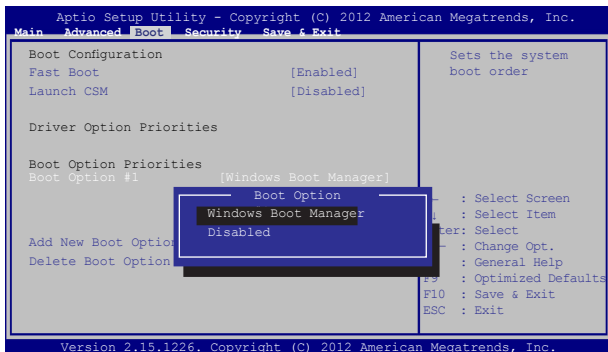 Aptio Setup Utility - Copyright (C) 2012 American Megatrends, Inc.
Main Advanced Boot Security Save & Exit
Boot Configuration
Fast Boot [Enabled]
Launch CSM [Disabled]
Driver Option Priorities
Boot Option Priorities
Boot Option #1 [Windows Boot Manager]
Add New Boot Option
Delete Boot Option
Boot Option
Windows Boot Manager
Disabled
Sets the system
boot order
: Select Screen
: Select Item
ter: Select
: Change Opt.
: General Help
F9 : Optimized Defaults
F10 : Save & Exit
ESC : Exit
Version 2.15.1226. Copyright (C) 2012 American Megatrends, Inc.